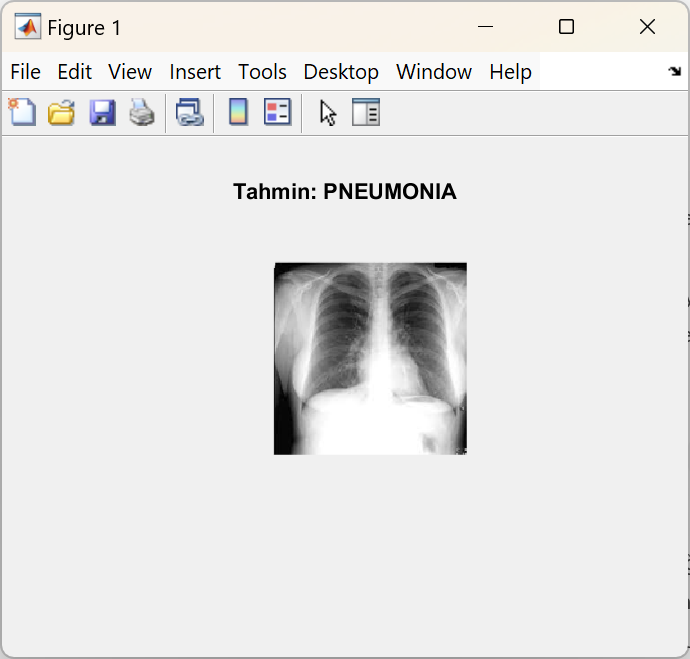 Figure 1
File Edit View Insert Tools Desktop Window Help
Tahmin: PNEUMONIA